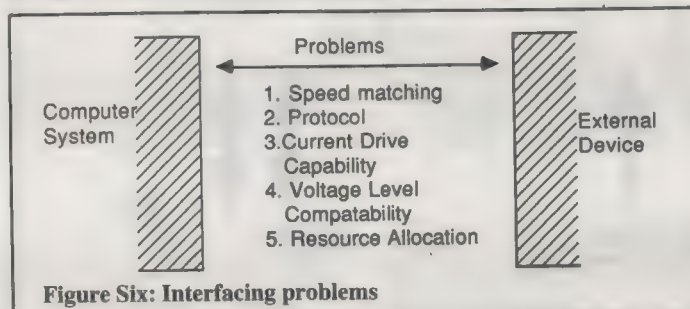 Problems
Computer
System
1. Speed matching
2. Protocol
3.Current Drive
Capability
4. Voltage Level
Compatability
5. Resource Allocation
External
Device
Figure Six: Interfacing problems